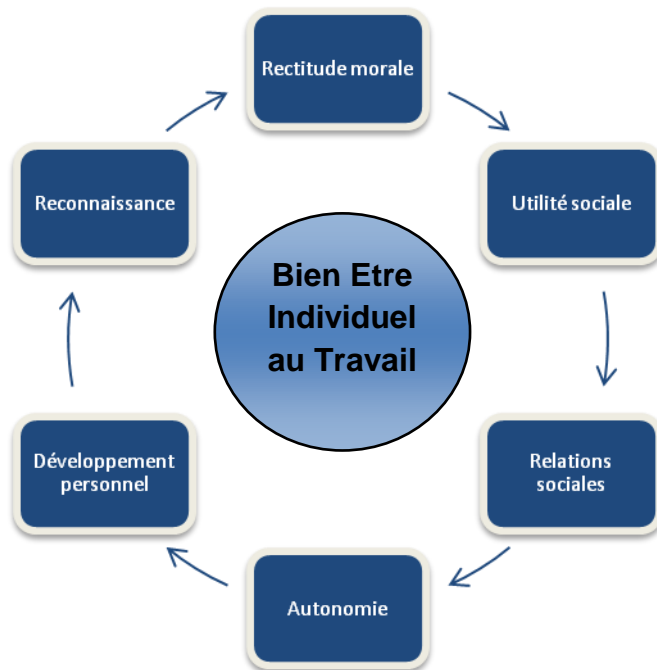 Rectitude morale
Utilité sociale
Relations
sociales
Autonomie
Développement
personnel
Reconnaissance
Bien Etre
Individuel
au Travail